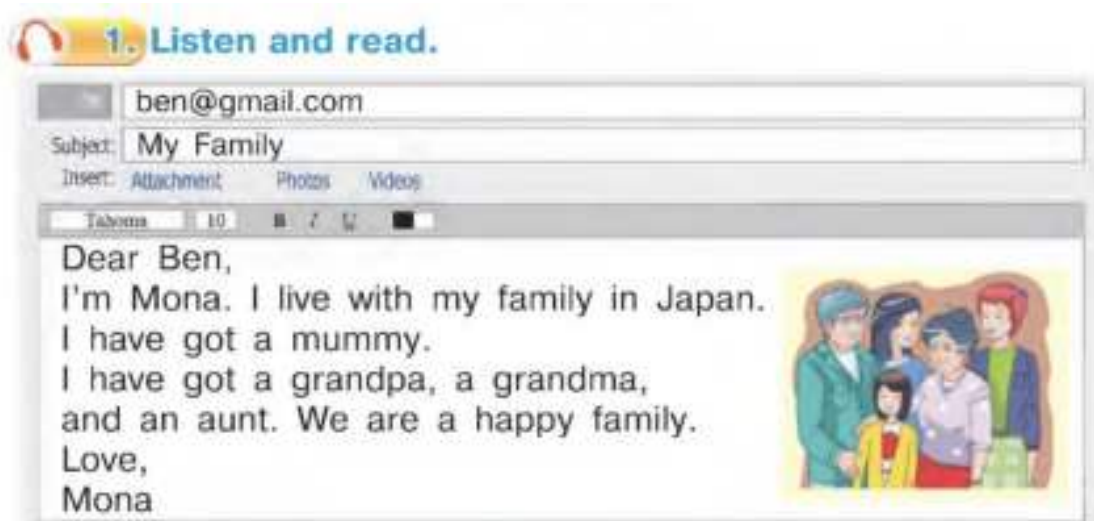 1. Listen and read.
ben@gmail.com
Subject: My Family
Insert: Attachment Photos Videos
Tahoma 10 B I U
Dear Ben,
I'm Mona. I live with my family in Japan.
I have got a mummy.
I have got a grandpa, a grandma,
and an aunt. We are a happy family.
Love,
Mona